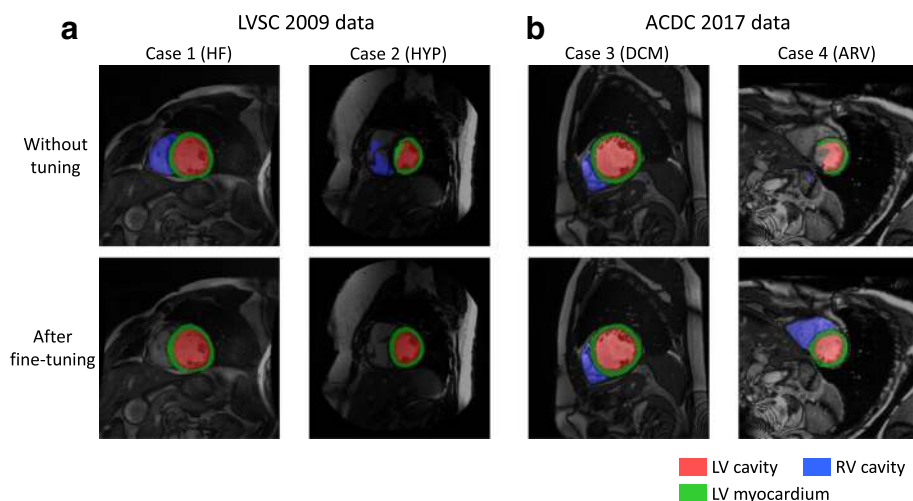 a
LVSC 2009 data
b
ACDC 2017 data
Case 1 (HF)
Case 2 (HYP)
Case 3 (DCM)
Case 4 (ARV)
Without
tuning
After
fine-tuning
LV cavity
RV cavity
LV myocardium